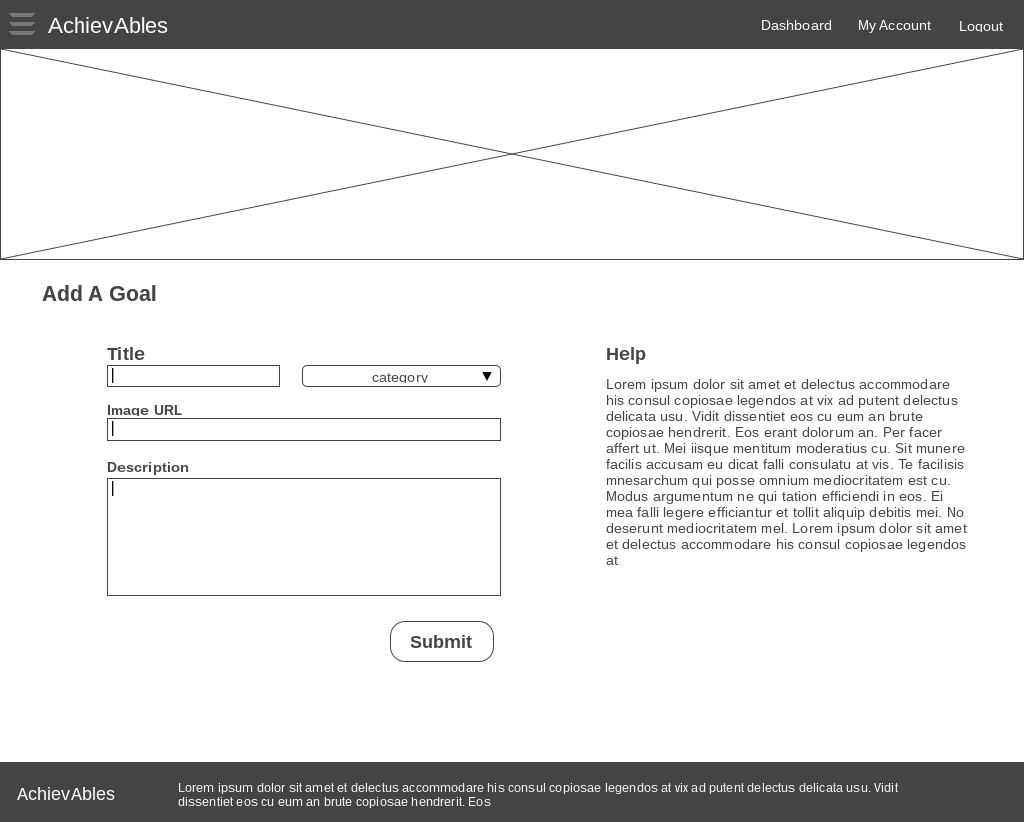 AchievAbles
Dashboard
My Account
Logout
Add A Goal
Title
category
Image URL
Description
Submit
Help
Lorem ipsum dolor sit amet et delectus accommodare
his consul copiosae legendos at vix ad putent delectus
delicata usu. Vidit dissentiet eos cu eum an brute
copiosae hendrerit. Eos erant dolorum an. Per facer
affert ut. Mei iisque mentitum moderatius cu. Sit munere
facilis accusam eu dicat falli consulatu at vis. Te facilisis
mnesarchum qui posse omnium mediocritatem est cu.
Modus argumentum ne qui tation efficiendi in eos. Ei
mea falli legere efficiantur et tollit aliquip debitis mei. No
deserunt mediocritatem mel. Lorem ipsum dolor sit amet
et delectus accommodare his consul copiosae legendos
at
AchievAbles
Lorem ipsum dolor sit amet et delectus accommodare his consul copiosae legendos at vix ad putent delectus delicata usu. Vidit
dissentiet eos cu eum an brute copiosae hendrerit. Eos